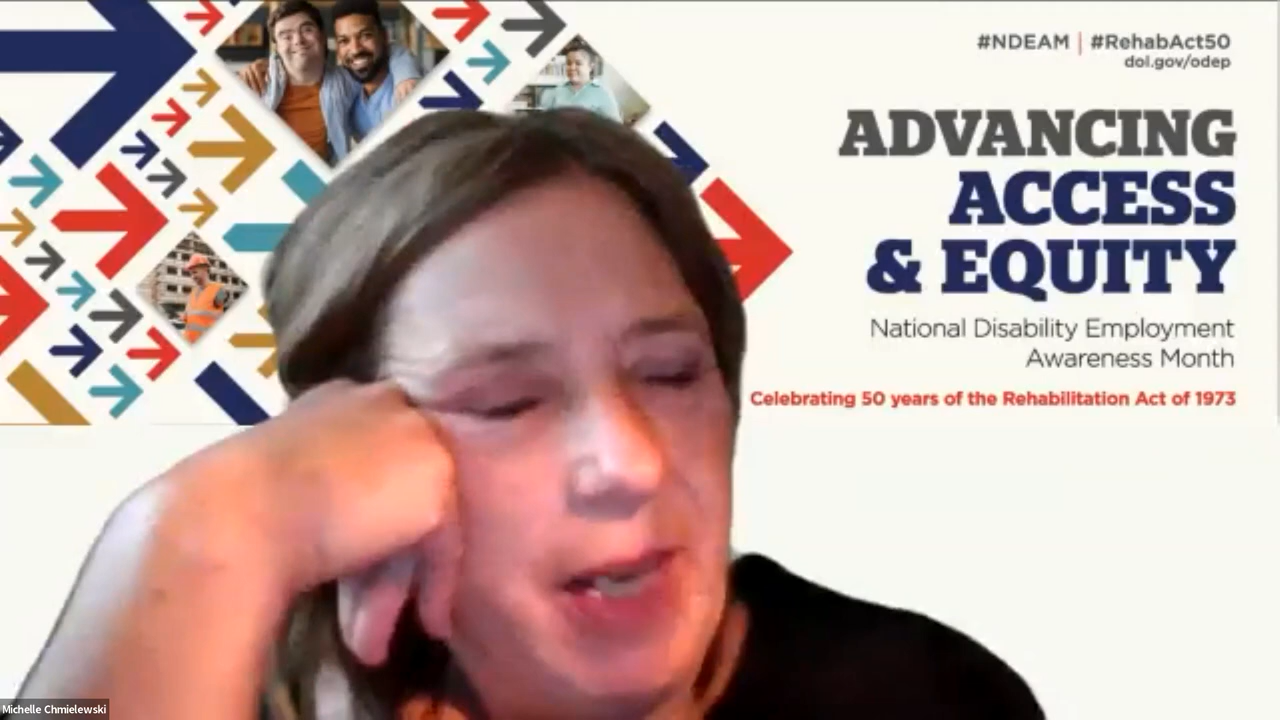 #NDEAM | #RehabAct50
dol.gov/odep
ADVANCING
ACCESS
& EQUITY
National Disability Employment
Awareness Month
Celebrating 50 years of the Rehabilitation Act of 1973
Michelle Chmielewski